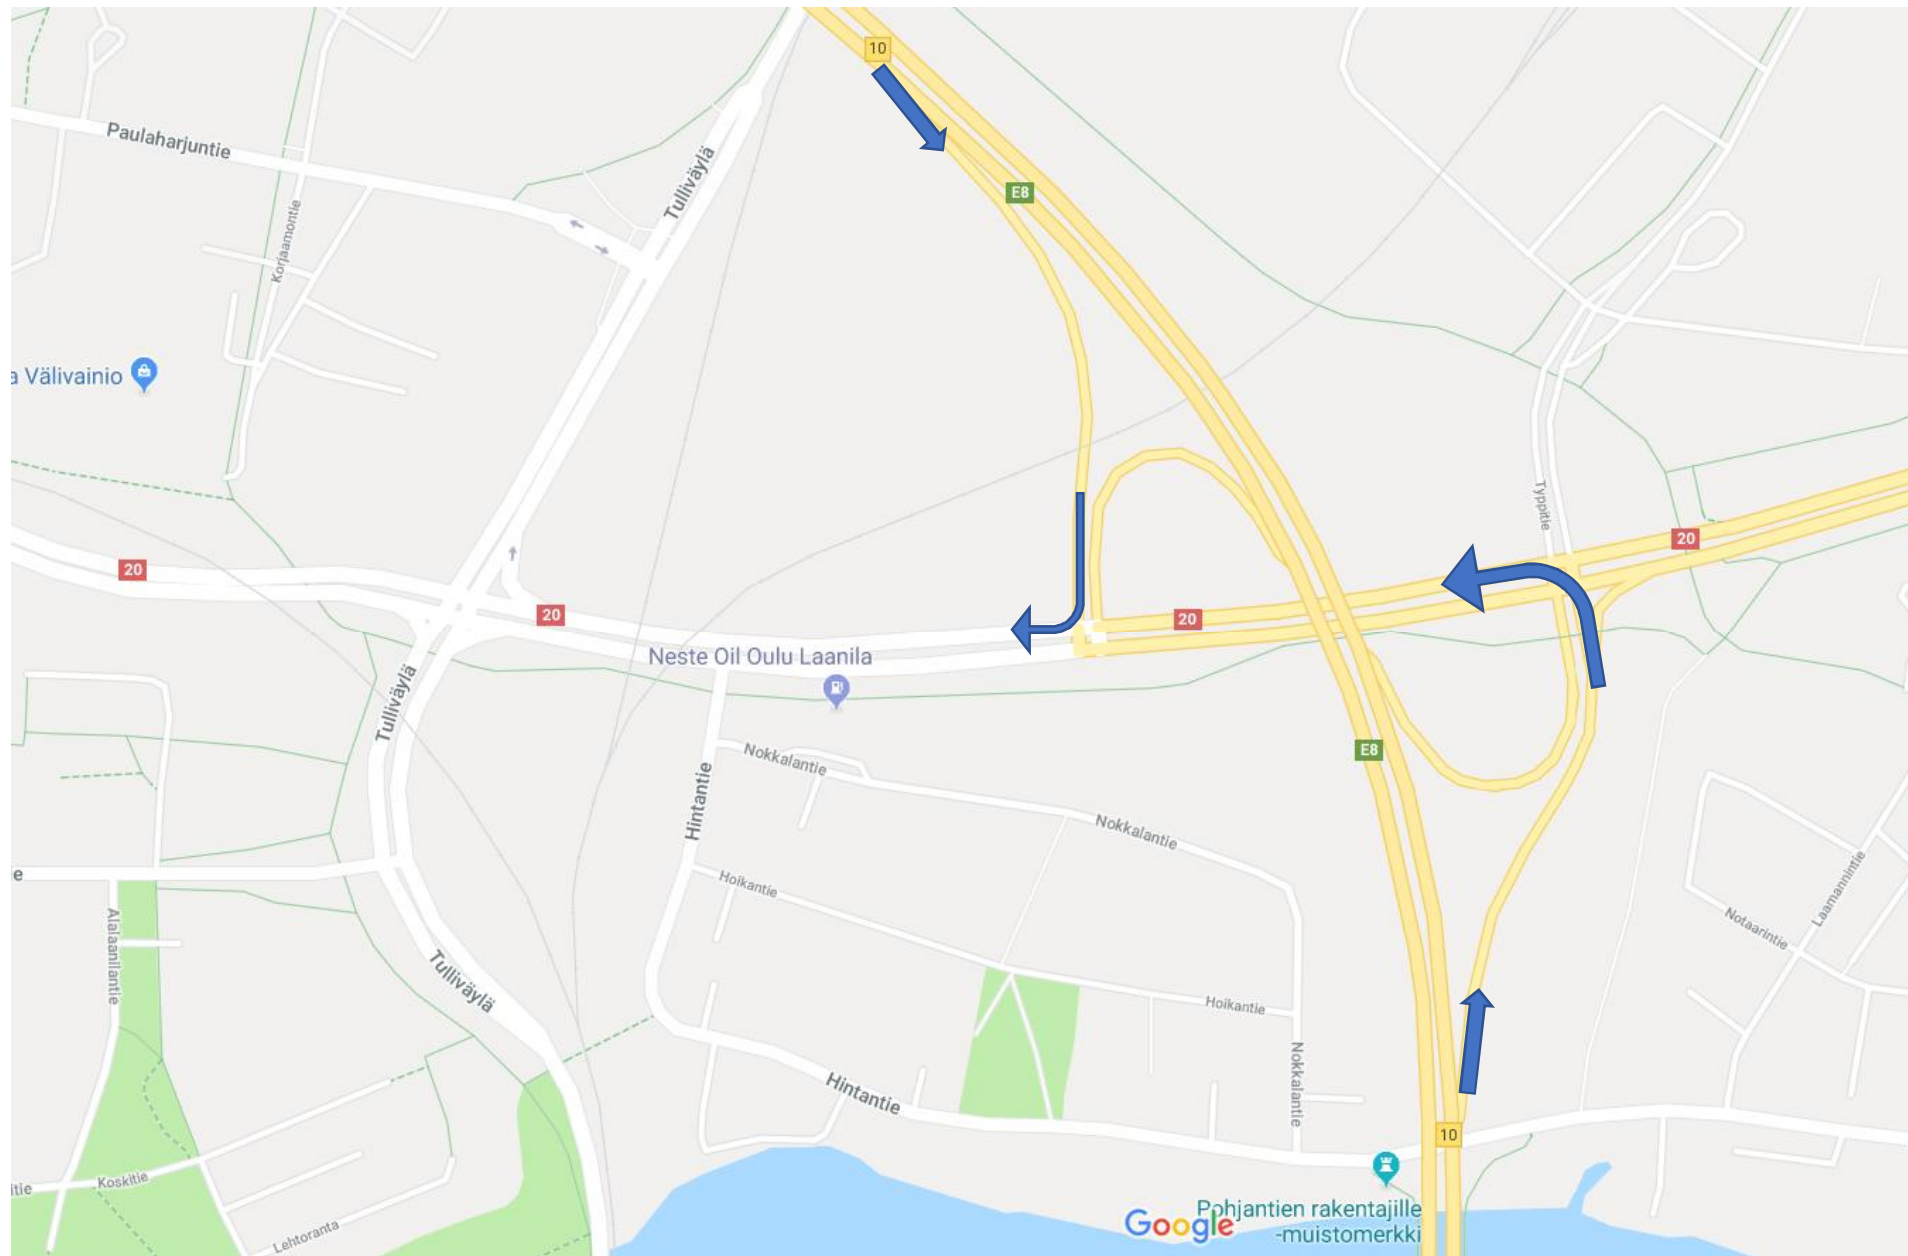 10
Paulaharjuntie
Tulliväylä
E8
Korjaamontie
a Välivainio
Typpitie
20
20
20
20
Neste Oil Oulu Laanila
Tulliväylä
E8
Nokkalantie
Hintantie
Nokkalantie
Hoikantie
e
Laamannintie
Notaarintie
Alalaanilantie
Tulliväylä
Hoikantie
Nokkalantie
Hintantie
10
Koskitie
itie
Lehtoranta
Pohjantien rakentajille
-muistomerkki
Google